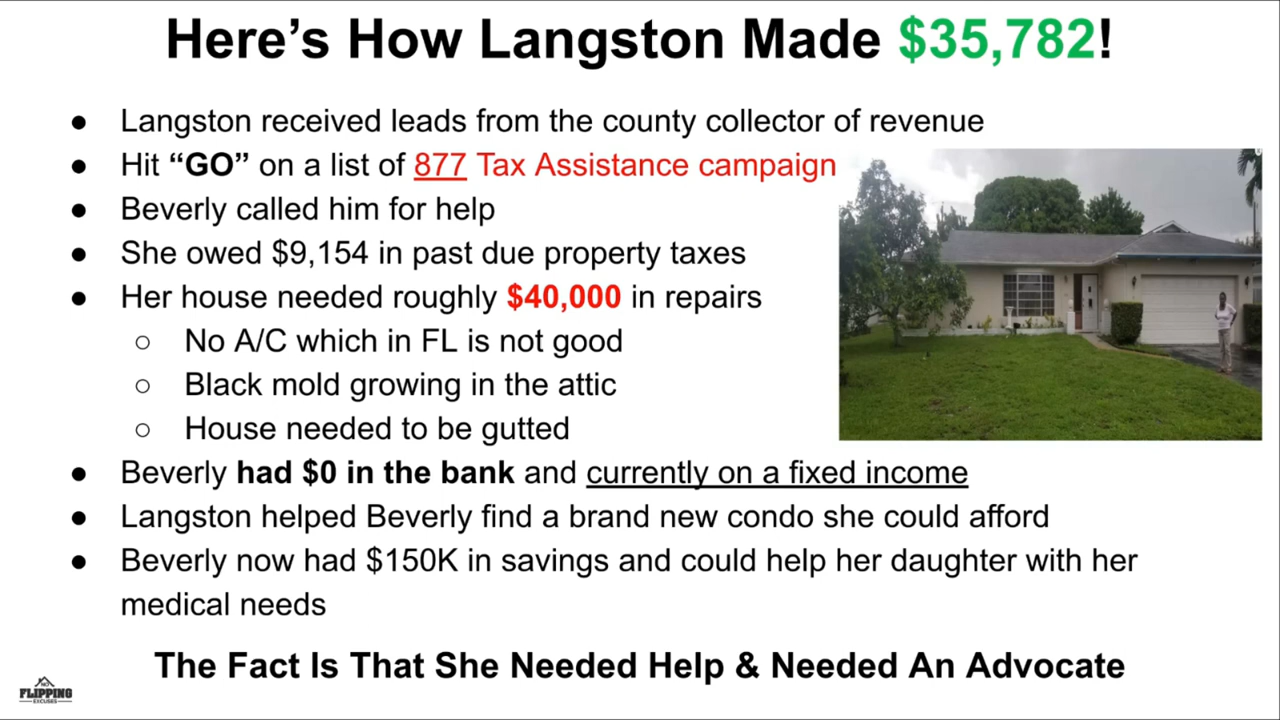 Here's How Langston Made $35,782!
● Langston received leads from the county collector of revenue
● Hit “GO” on a list of 877 Tax Assistance campaign
● Beverly called him for help
● She owed $9,154 in past due property taxes
● Her house needed roughly $40,000 in repairs
○ No A/C which in FL is not good
○ Black mold growing in the attic
○ House needed to be gutted
● Beverly had $0 in the bank and currently on a fixed income
● Langston helped Beverly find a brand new condo she could afford
● Beverly now had $150K in savings and could help her daughter with her
medical needs
The Fact Is That She Needed Help & Needed An Advocate
NO
FLIPPING
EXCUSES